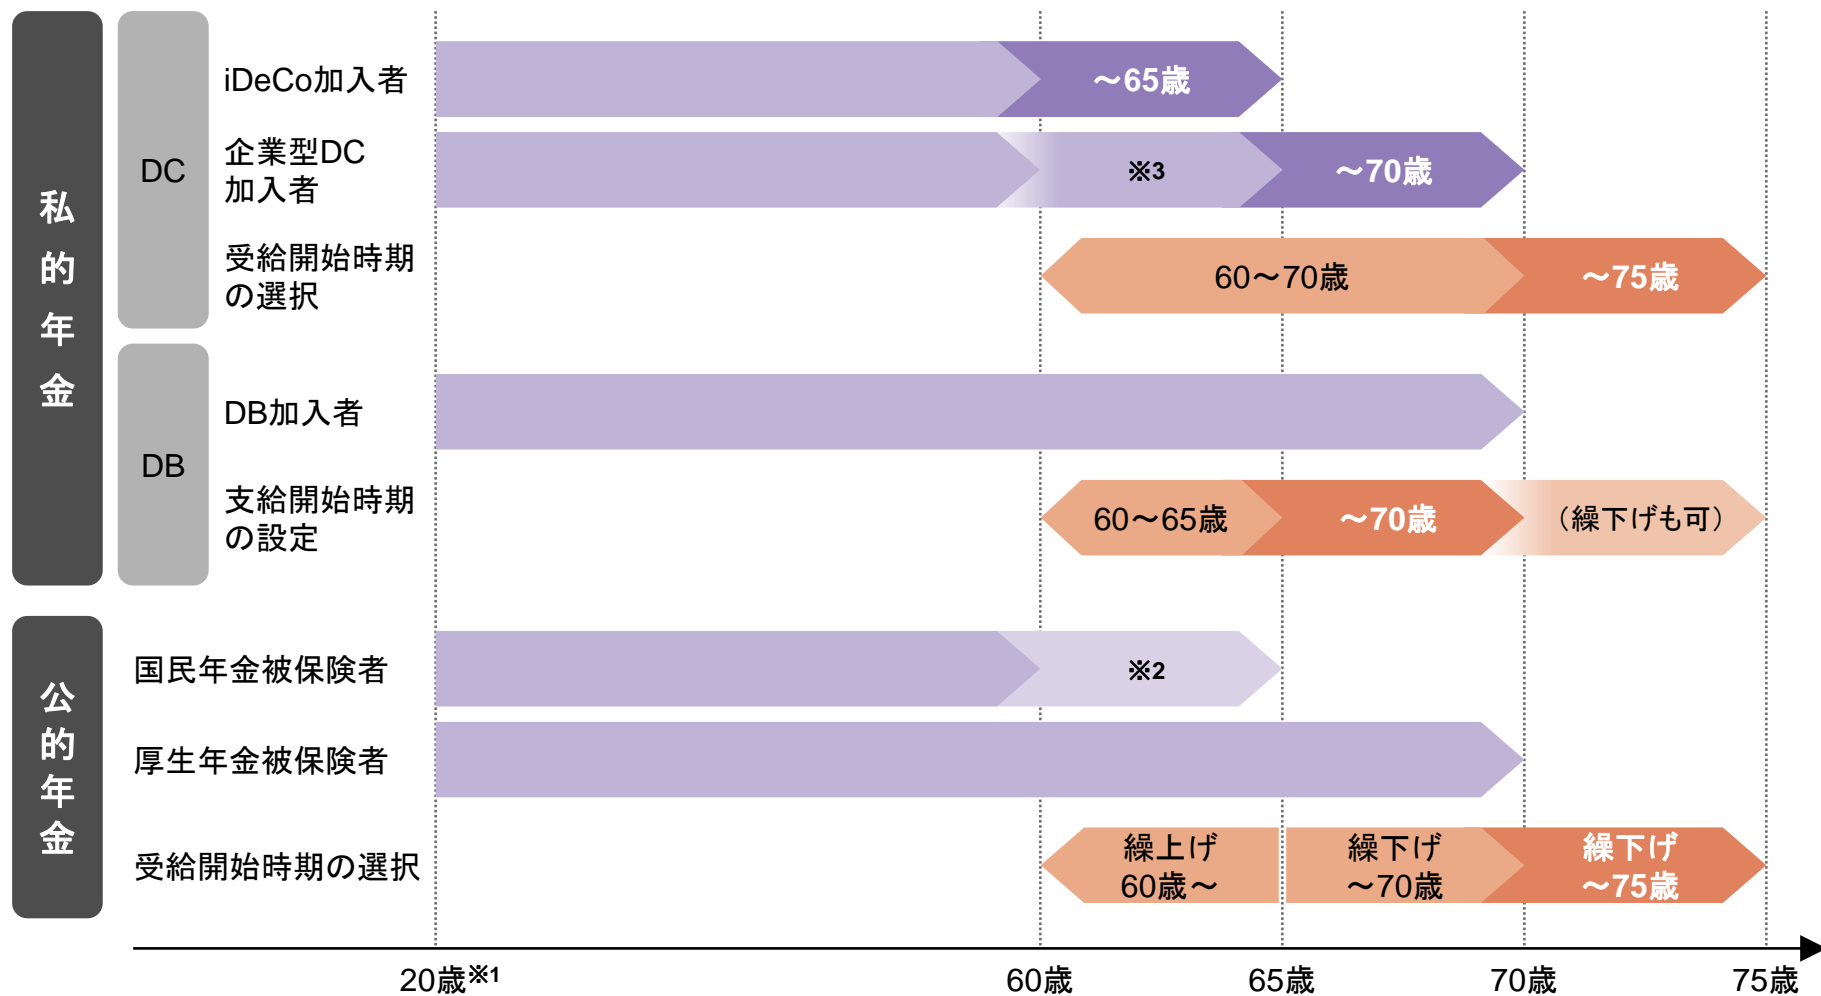 私的年金
DC
iDeCo加入者
～65歳
企業型DC
加入者
※3
～70歳
受給開始時期
の選択
60～70歳
～75歳
DB
DB加入者
支給開始時期
の設定
60～65歳
～70歳
（繰下げも可）
公的年金
国民年金被保険者
※2
厚生年金被保険者
受給開始時期の選択
繰上げ
60歳～
繰下げ
～70歳
繰下げ
～75歳
20歳※1
60歳
65歳
70歳
75歳